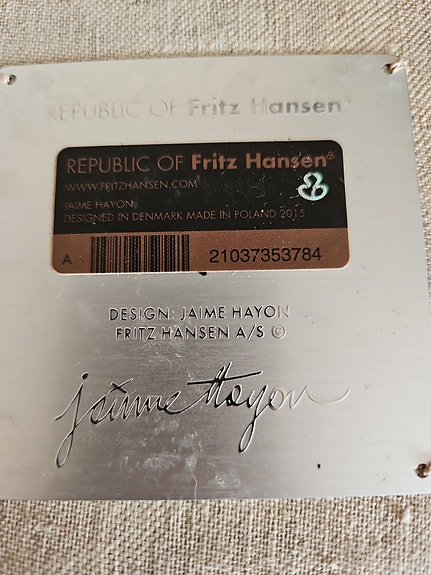 REPUBLIC OF Fritz Hansen®
REPUBLIC OF Fritz Hansen®
WWW.FRITZHANSEN.COM
JAIME HAYON
DESIGNED IN DENMARK MADE IN POLAND 2015
A 21037353784
DESIGN: JAIME HAYON
FRITZ HANSEN A/S ©
jaime Hayon